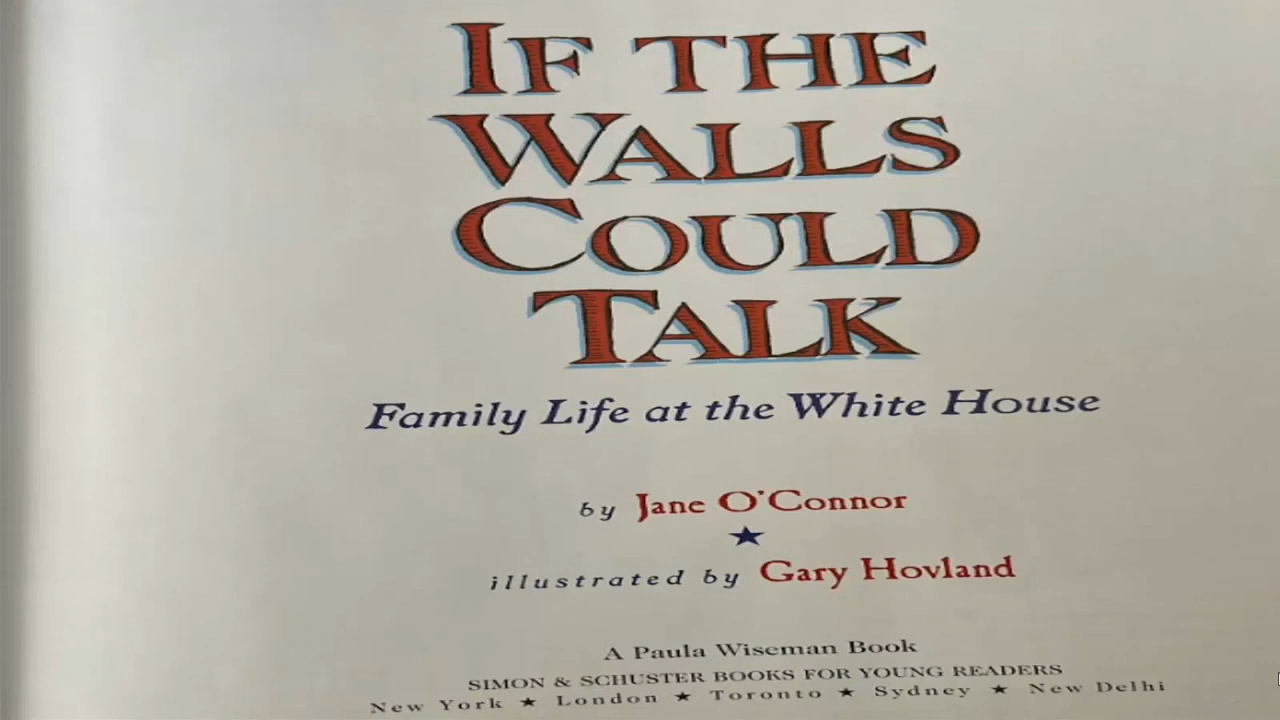 IF THE
WALLS
COULD
TALK
Family Life at the White House
by Jane O'Connor
★
illustrated by Gary Hovland
A Paula Wiseman Book
SIMON & SCHUSTER BOOKS FOR YOUNG READERS
New York ★ London ★ Toronto ★ Sydney ★ New Delhi